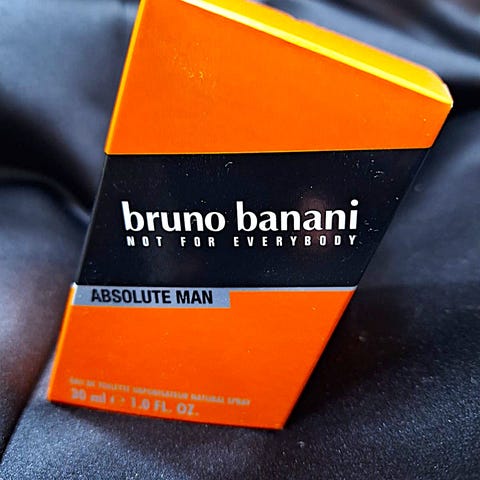 bruno banani
NOT FOR EVERYBODY
ABSOLUTE MAN
EAU DE TOILETTE VAPORISATEUR NATURAL SPRAY
30 ml e 1.0 FL. OZ.